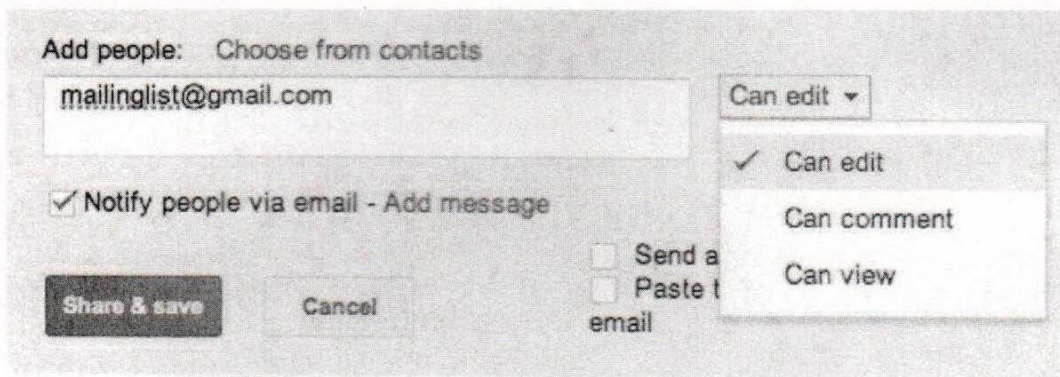 Add people: Choose from contacts
mailinglist@gmail.com
Can edit
Can edit
Can comment
Can view
Notify people via email - Add message
Send a
Paste t
email
Share & save
Cancel